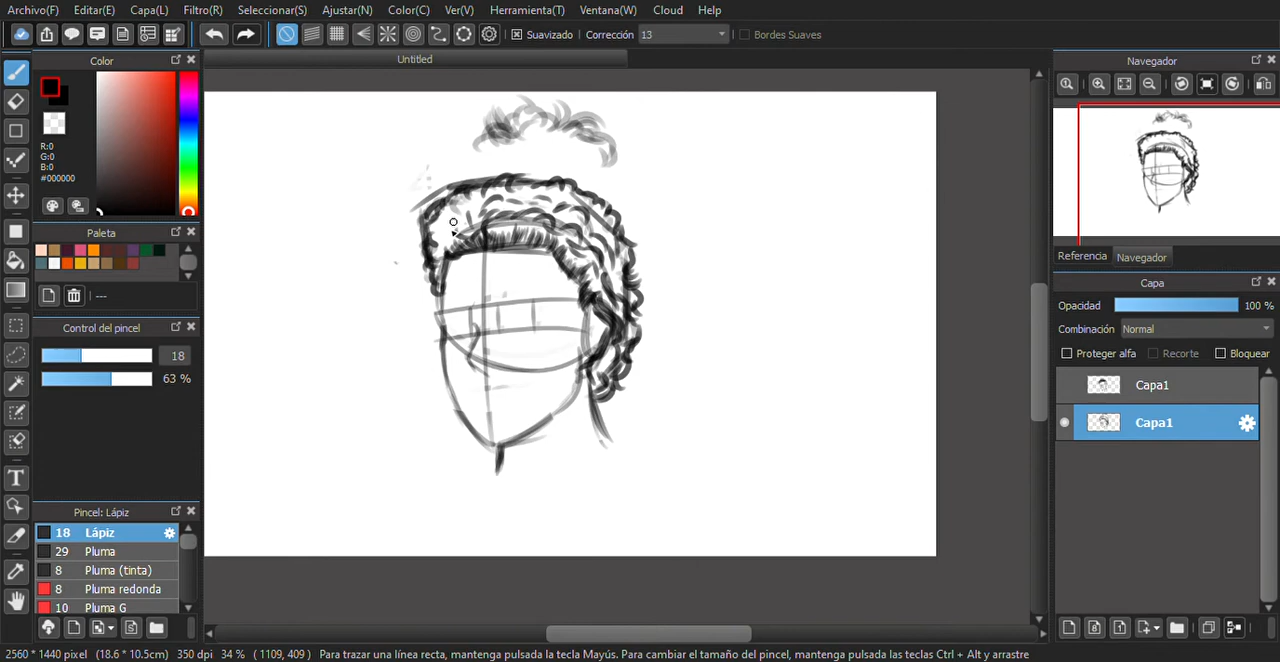 Archivo(F) Editar(E) Capa(L) Filtro(R) Seleccionar(S) Ajustar(N) Color(C) Ver(V) Herramienta(T) Ventana(W) Cloud Help
Suavizado Corrección 13 Bordes Suaves
Color
Untitled
Navegador
R:0
G:0
B:0
#000000
Paleta
---
Referencia Navegador
Capa
Opacidad 100 %
Combinación Normal
Proteger alfa Recorte Bloquear
Control del pincel
18
63 %
Capa1
Capa1
T
Pincel: Lápiz
18 Lápiz
29 Pluma
8 Pluma (tinta)
8 Pluma redonda
10 Pluma G
2560 * 1440 pixel (18.6 * 10.5cm) 350 dpi 34 % ( 1109, 409 ) Para trazar una línea recta, mantenga pulsada la tecla Mayús. Para cambiar el tamaño del pincel, mantenga pulsadas las teclas Ctrl + Alt y arrastre